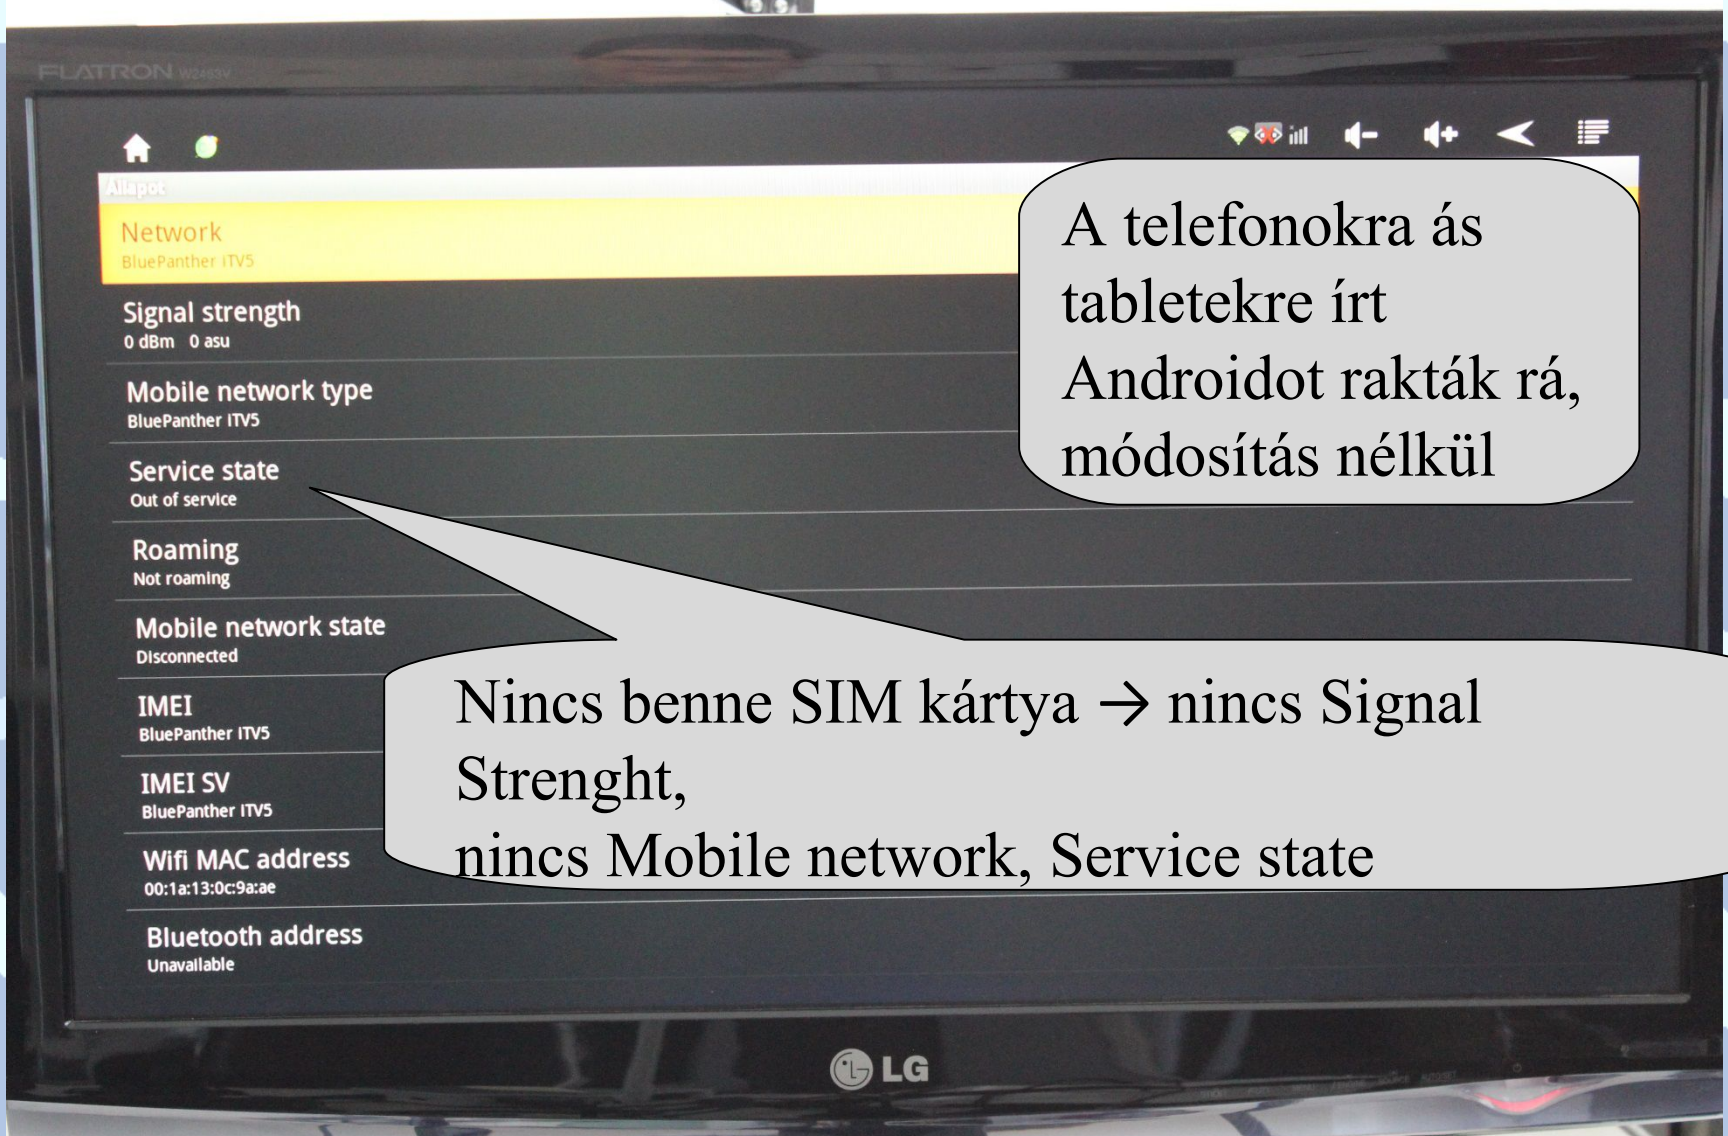 FLATRON W2453V
Állapot
Network
BluePanther iTV5
Signal strength
0 dBm 0 asu
Mobile network type
BluePanther iTV5
Service state
Out of service
Roaming
Not roaming
Mobile network state
Disconnected
IMEI
BluePanther iTV5
IMEI SV
BluePanther iTV5
Wifi MAC address
00:1a:13:0c:9a:ae
Bluetooth address
Unavailable
A telefonokra ás
tabletekre írt
Androidot rakták rá,
módosítás nélkül
Nincs benne SIM kártya → nincs Signal
Strenght,
nincs Mobile network, Service state
LG